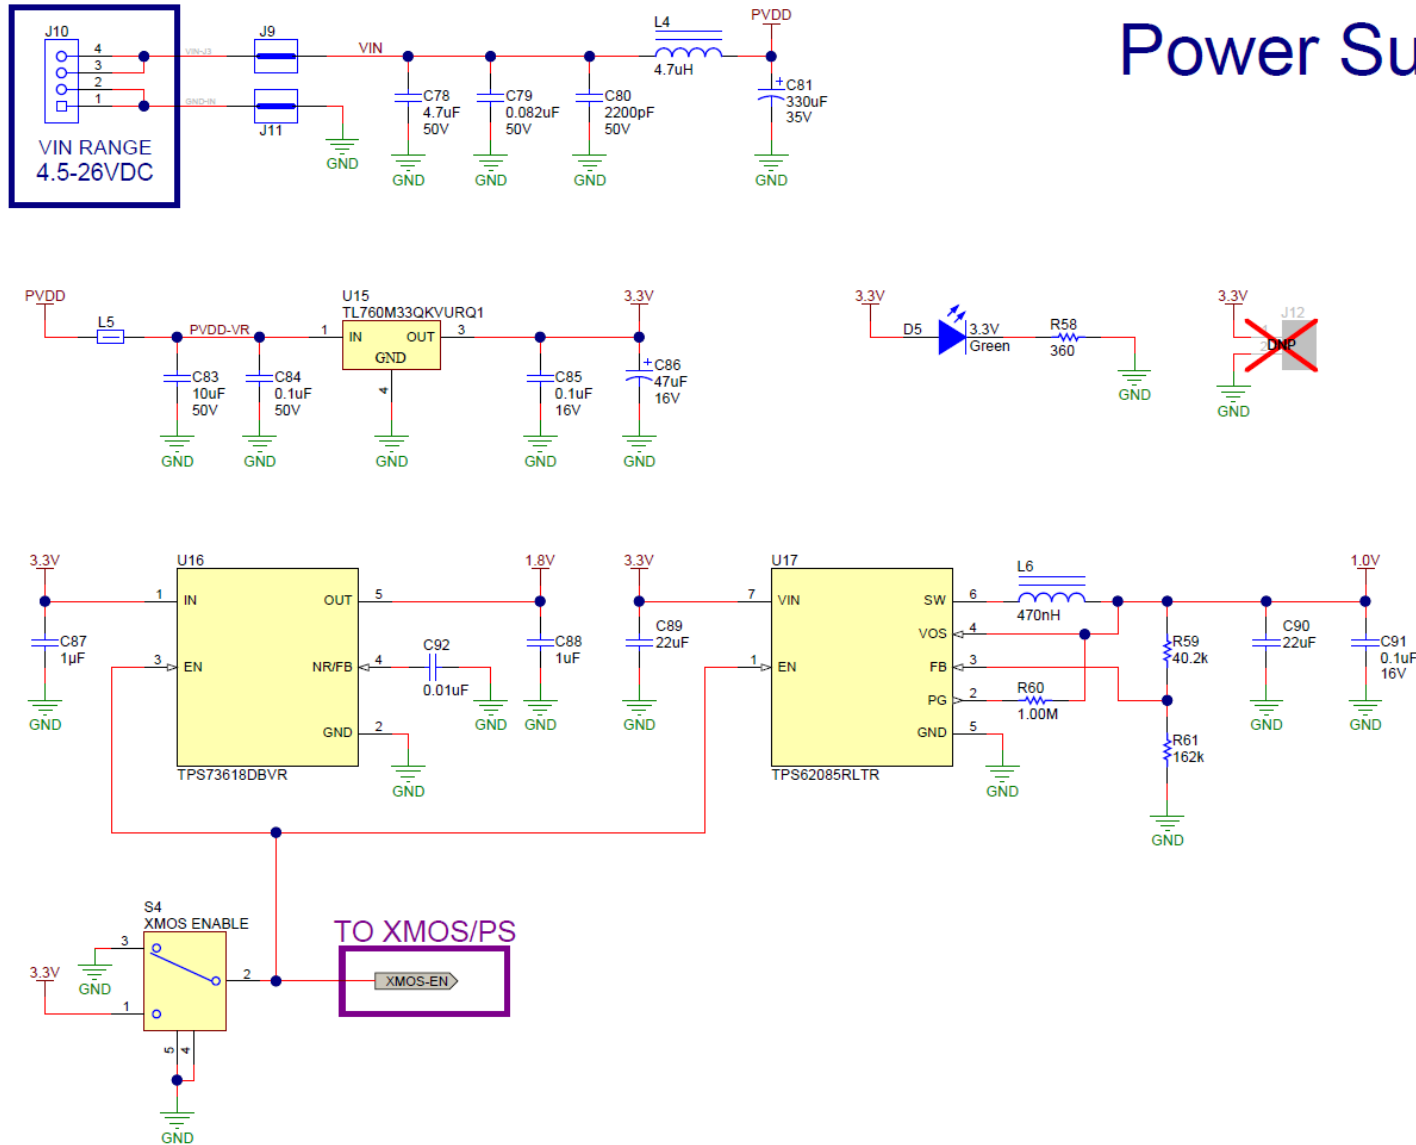 Power Su
J10
4
3
2
1
VIN-J3
GND-IN
VIN RANGE
4.5-26VDC
J9
J11
GND
VIN
C78
4.7uF
50V
GND
C79
0.082uF
50V
GND
C80
2200pF
50V
GND
L4
4.7uH
PVDD
C81
330uF
35V
GND
PVDD
L5
PVDD-VR
C83
10uF
50V
GND
C84
0.1uF
50V
GND
U15
TL760M33QKVURQ1
1
IN
OUT
3
GND
4
GND
C85
0.1uF
16V
GND
3.3V
C86
47uF
16V
GND
3.3V
D5
3.3V
Green
R58
360
GND
3.3V
J12
1
2
DNP
GND
3.3V
C87
1µF
GND
U16
1
IN
OUT
5
3
EN
NR/FB
4
GND
2
TPS73618DBVR
GND
C92
0.01uF
GND
1.8V
C88
1uF
GND
3.3V
C89
22uF
GND
U17
7
VIN
SW
6
VOS
4
1
EN
FB
3
PG
2
GND
5
TPS62085RLTR
GND
L6
470nH
R60
1.00M
R59
40.2k
R61
162k
GND
C90
22uF
GND
1.0V
C91
0.1uF
16V
GND
S4
XMOS ENABLE
3
GND
3.3V
1
2
5
4
GND
TO XMOS/PS
XMOS-EN